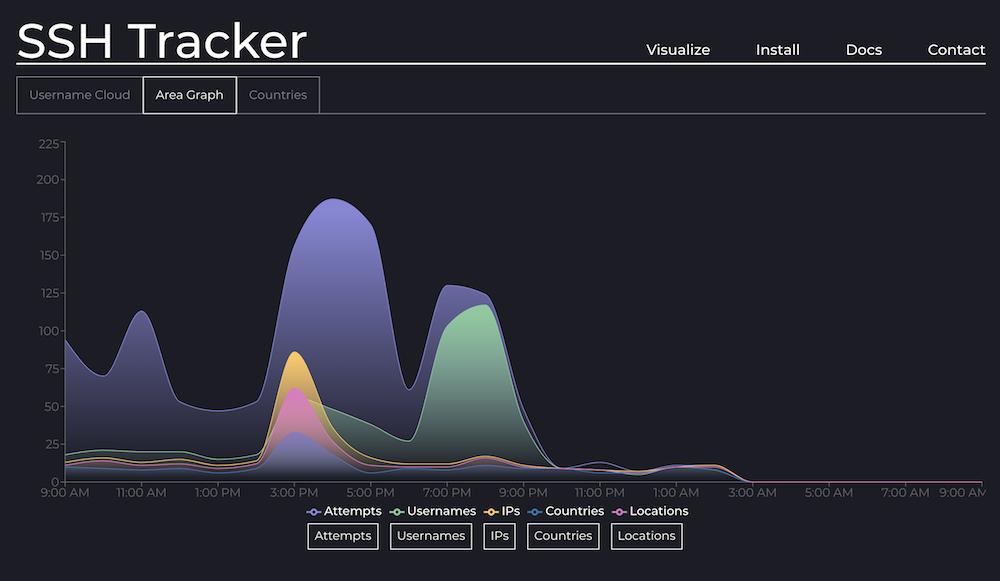 SSH Tracker
Visualize Install Docs Contact
Username Cloud Area Graph Countries
225
200
175
150
125
100
75
50
25
0
9:00 AM 11:00 AM 1:00 PM 3:00 PM 5:00 PM 7:00 PM 9:00 PM 11:00 PM 1:00 AM 3:00 AM 5:00 AM 7:00 AM 9:00 AM
Attempts Usernames IPs Countries Locations
Attempts Usernames IPs Countries Locations